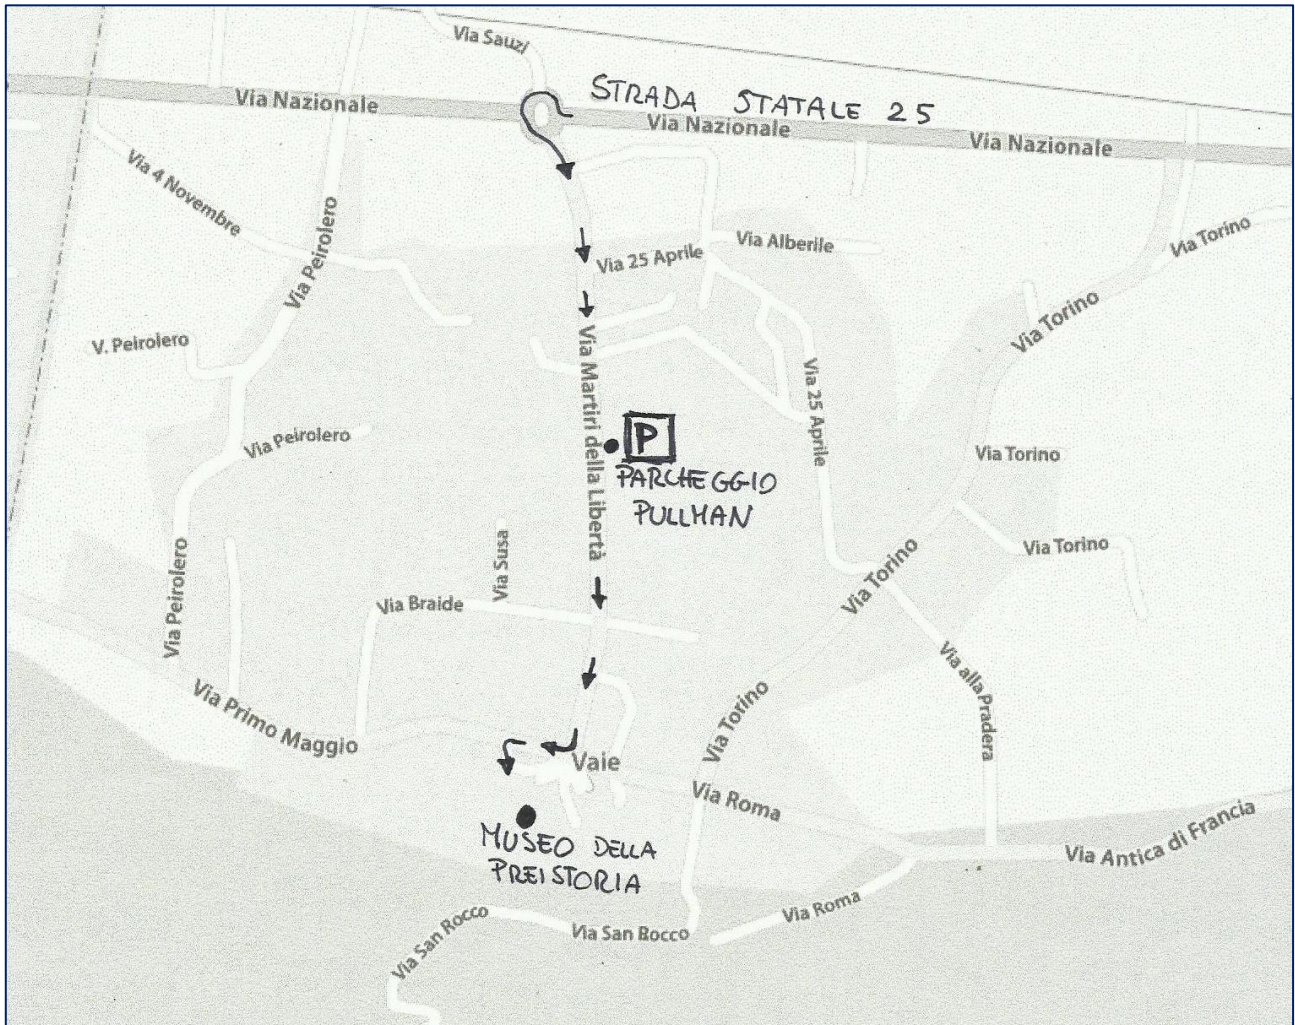 Via Sauzi
STRADA STATALE 25
Via Nazionale
Via Nazionale
Via Nazionale
Via 4 Novembre
Via Peirolero
Via 25 Aprile
Via Alberile
Via Torino
Via Torino
V. Peirolero
Via Martiri della Libertà
Via 25 Aprile
P
PARCHEGGIO
PULLMAN
Via Peirolero
Via Torino
Via Susa
Via Peirolero
Via Torino
Via Torino
Via Braide
Via Primo Maggio
Via alla Pradera
Via Torino
Vaie
Via Roma
MUSEO DELLA
PREISTORIA
Via Antica di Francia
Via San Rocco
Via San Rocco
Via Roma